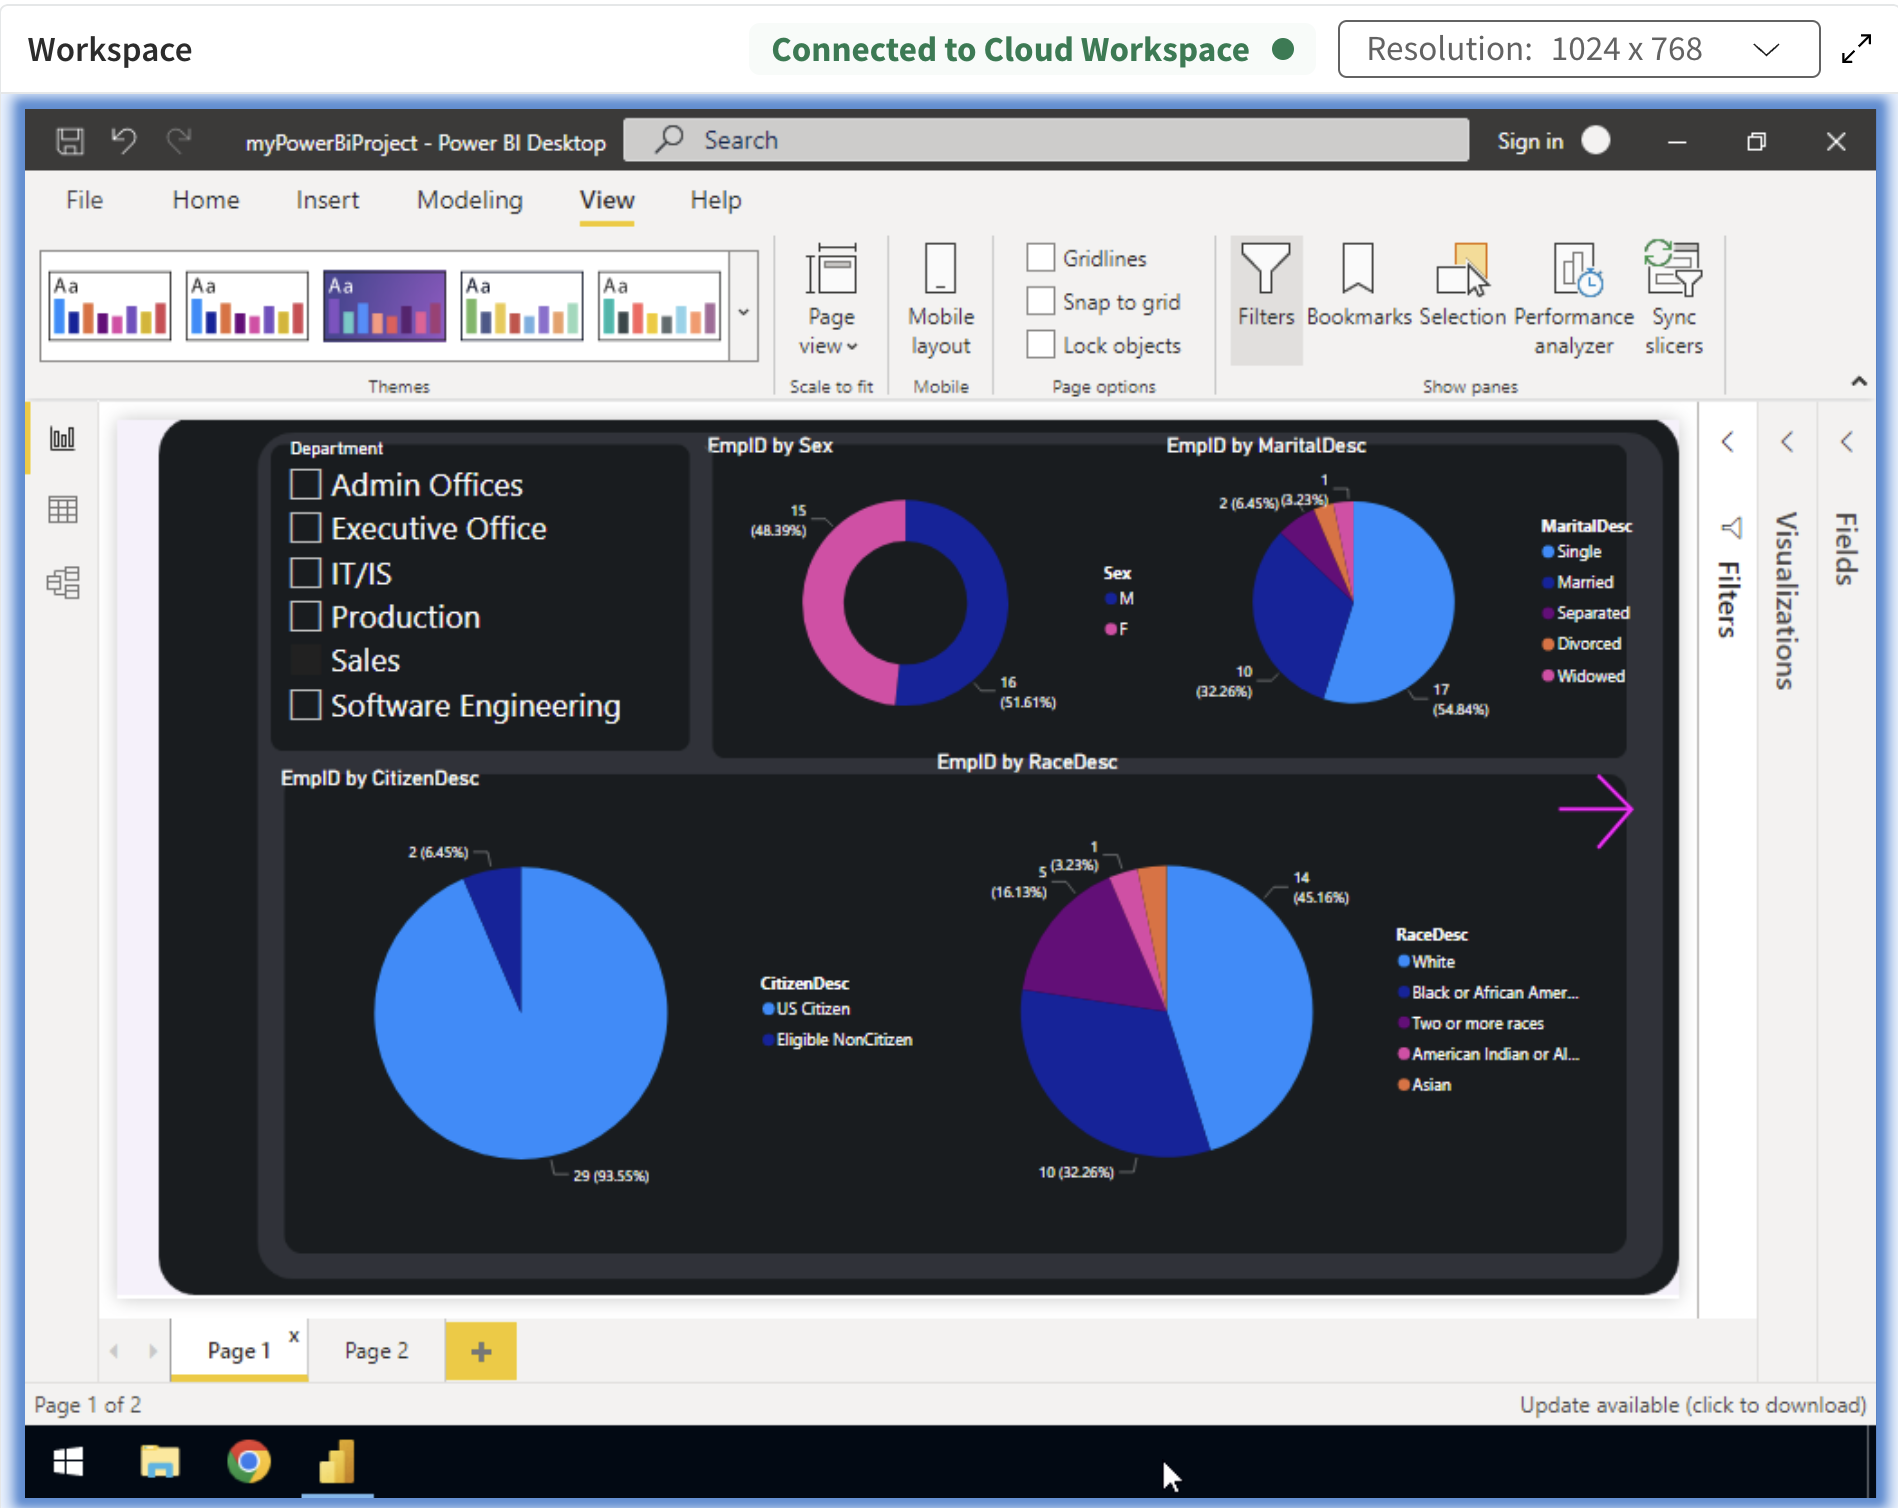 Workspace
Connected to Cloud Workspace
Resolution: 1024 x 768
myPowerBiProject - Power BI Desktop
Search
Sign in
File Home Insert Modeling View Help
Aa Aa Aa Aa Aa
Themes
Page view
Scale to fit
Mobile layout
Mobile
Gridlines
Snap to grid
Lock objects
Page options
Filters
Bookmarks
Selection
Performance analyzer
Sync slicers
Show panes
Department
Admin Offices
Executive Office
IT/IS
Production
Sales
Software Engineering
EmpID by Sex
15
(48.39%)
16
(51.61%)
Sex
M
F
EmpID by MaritalDesc
1
2 (6.45%) (3.23%)
10
(32.26%)
17
(54.84%)
MaritalDesc
Single
Married
Separated
Divorced
Widowed
EmpID by CitizenDesc
2 (6.45%)
29 (93.55%)
CitizenDesc
US Citizen
Eligible NonCitizen
EmpID by RaceDesc
1
5 (3.23%)
(16.13%)
14
(45.16%)
10 (32.26%)
RaceDesc
White
Black or African Amer...
Two or more races
American Indian or Al...
Asian
Filters
Visualizations
Fields
Page 1 x
Page 2
+
Page 1 of 2
Update available (click to download)